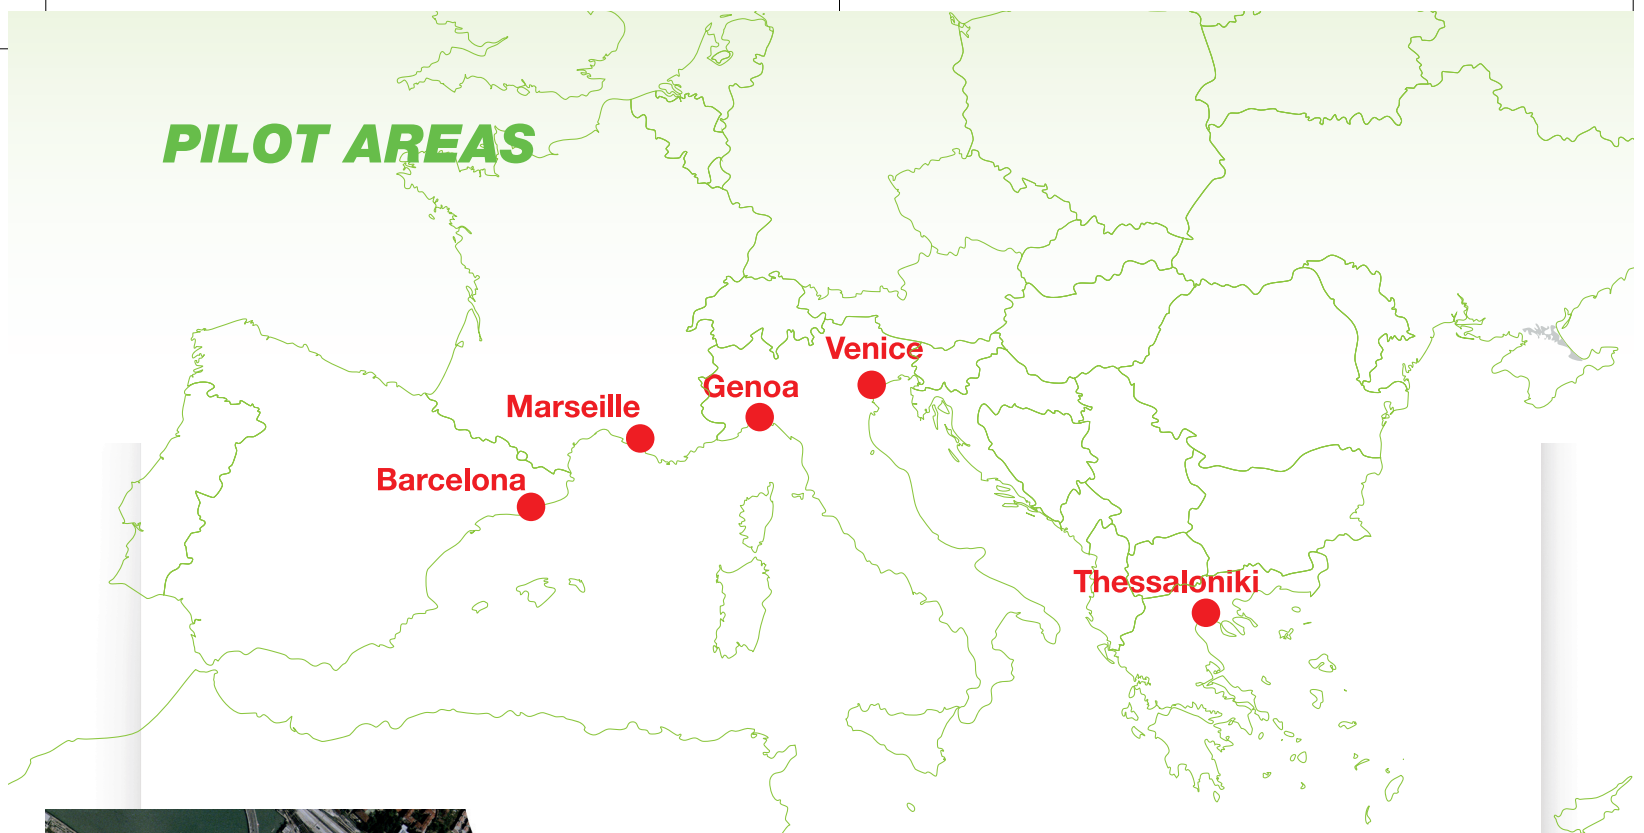 PILOT AREAS
Venice
Genoa
Marseille
Barcelona
Thessaloniki